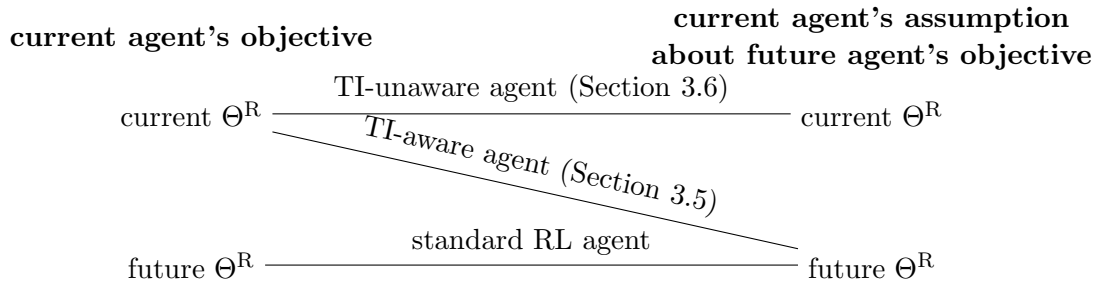 current agent's objective
current agent's assumption
about future agent's objective
TI-unaware agent (Section 3.6)
current Θ^R
current Θ^R
TI-aware agent (Section 3.5)
standard RL agent
future Θ^R
future Θ^R